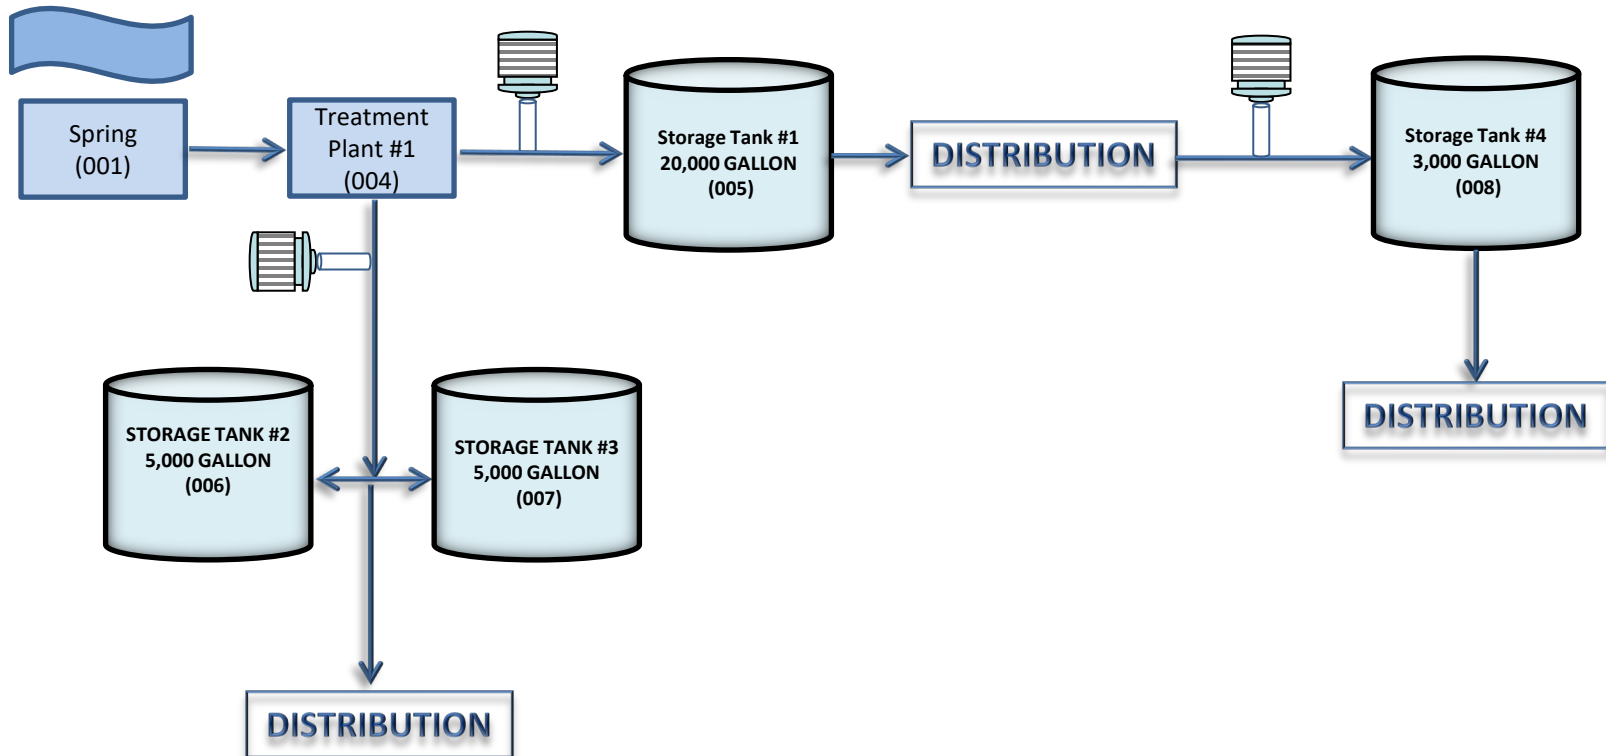 Spring
(001)
Treatment
Plant #1
(004)
Storage Tank #1
20,000 GALLON
(005)
DISTRIBUTION
Storage Tank #4
3,000 GALLON
(008)
DISTRIBUTION
STORAGE TANK #2
5,000 GALLON
(006)
STORAGE TANK #3
5,000 GALLON
(007)
DISTRIBUTION